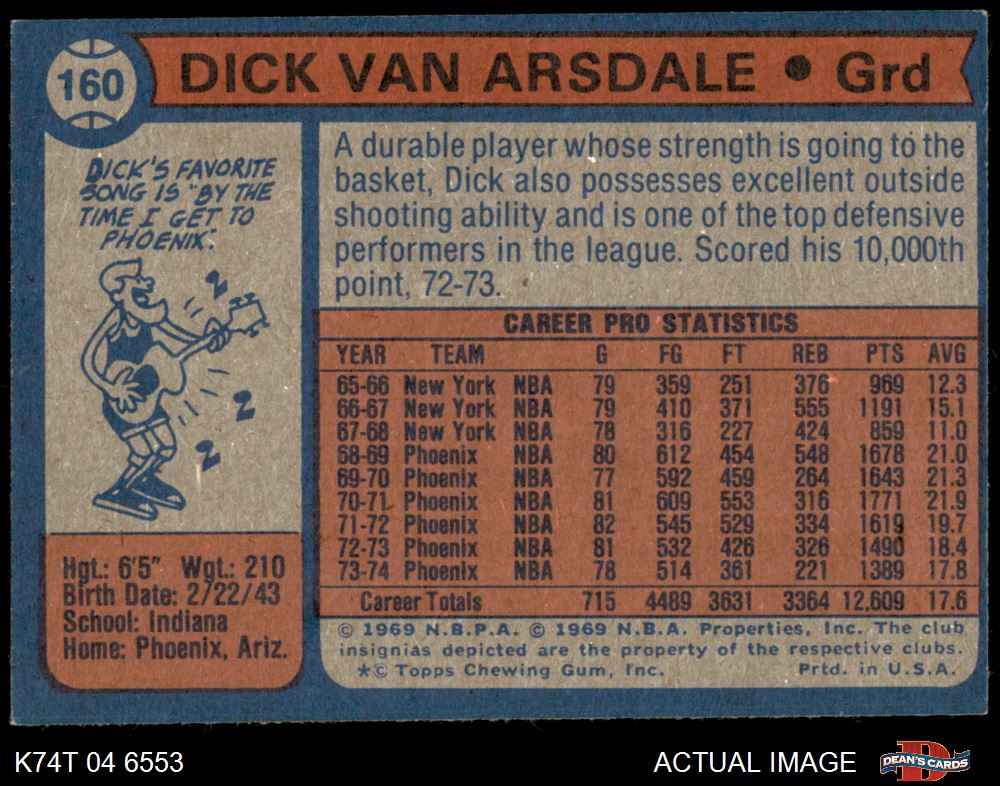 160
DICK VAN ARSDALE • Grd
DICK'S FAVORITE
SONG IS "BY THE
TIME I GET TO
PHOENIX".
A durable player whose strength is going to the
basket, Dick also possesses excellent outside
shooting ability and is one of the top defensive
performers in the league. Scored his 10,000th
point, 72-73.
CAREER PRO STATISTICS
YEAR TEAM G FG FT REB PTS AVG
65-66 New York NBA 79 359 251 376 969 12.3
66-67 New York NBA 79 410 371 555 1191 15.1
67-68 New York NBA 78 316 227 424 859 11.0
68-69 Phoenix NBA 80 612 454 548 1678 21.0
69-70 Phoenix NBA 77 592 459 264 1643 21.3
70-71 Phoenix NBA 81 609 553 316 1771 21.9
71-72 Phoenix NBA 82 545 529 334 1619 19.7
72-73 Phoenix NBA 81 532 426 326 1490 18.4
73-74 Phoenix NBA 78 514 361 221 1389 17.8
Career Totals 715 4489 3631 3364 12,609 17.6
Hgt.: 6'5" Wgt.: 210
Birth Date: 2/22/43
School: Indiana
Home: Phoenix, Ariz.
© 1969 N.B.P.A. © 1969 N.B.A. Properties, Inc. The club
insignias depicted are the property of the respective clubs.
*© Topps Chewing Gum, Inc. Prtd. in U.S.A.
K74T 04 6553
ACTUAL IMAGE
D
DEAN'S CARDS